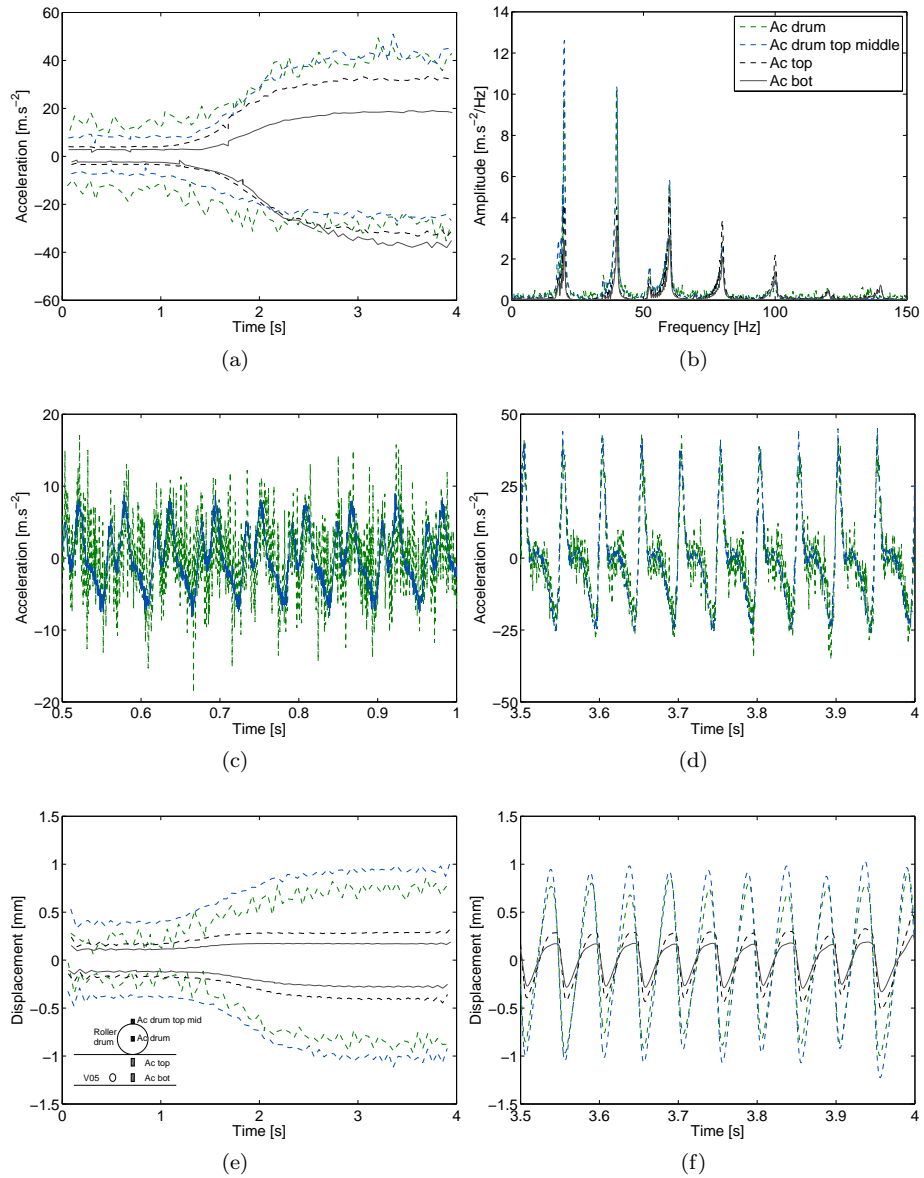 60
40
20
0
−20
−40
−60
0
1
2
3
4
Acceleration [m.s⁻²]
Time [s]
(a)
14
12
10
8
6
4
2
0
0
50
100
150
Amplitude [m.s⁻²/Hz]
Frequency [Hz]
Ac drum
Ac drum top middle
Ac top
Ac bot
(b)
20
10
0
−10
−20
0.5
0.6
0.7
0.8
0.9
1
Acceleration [m.s⁻²]
Time [s]
(c)
50
25
0
−25
−50
3.5
3.6
3.7
3.8
3.9
4
Acceleration [m.s⁻²]
Time [s]
(d)
1.5
1
0.5
0
−0.5
−1
−1.5
0
1
2
3
4
Displacement [mm]
Time [s]
Ac drum top mid
Roller
drum
Ac drum
Ac top
V05
Ac bot
(e)
1.5
1
0.5
0
−0.5
−1
−1.5
3.5
3.6
3.7
3.8
3.9
4
Displacement [mm]
Time [s]
(f)